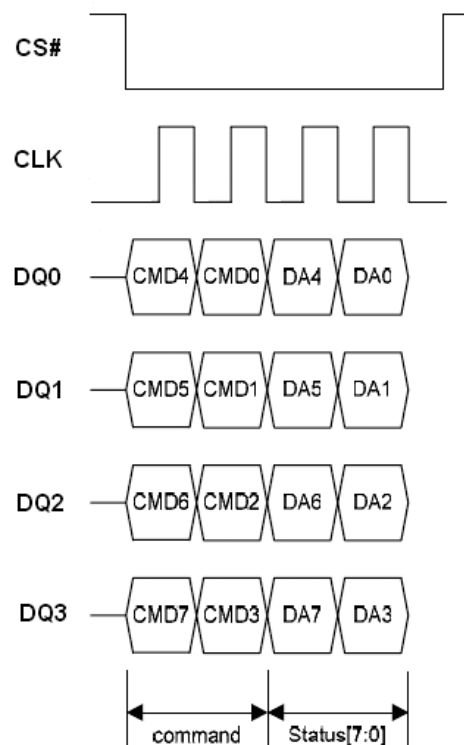 CS#
CLK
DQ0 CMD4 CMD0 DA4 DA0
DQ1 CMD5 CMD1 DA5 DA1
DQ2 CMD6 CMD2 DA6 DA2
DQ3 CMD7 CMD3 DA7 DA3
command Status[7:0]